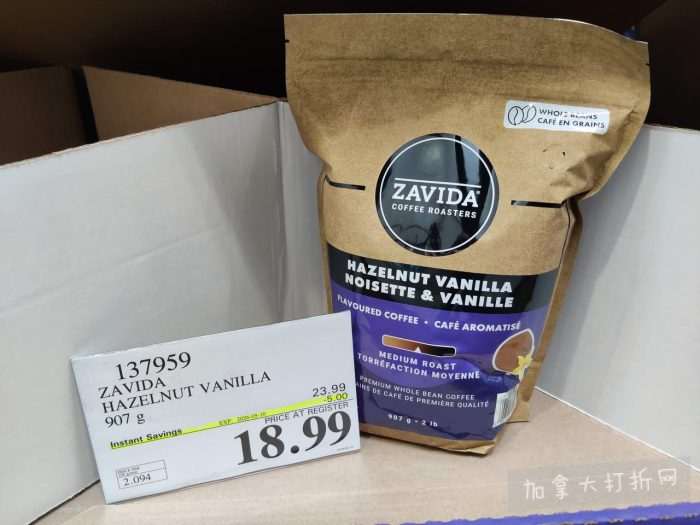 WHOLE BEANS
CAFÉ EN GRAINS
ZAVIDA
COFFEE ROASTERS
HAZELNUT VANILLA
NOISETTE & VANILLE
FLAVOURED COFFEE • CAFÉ AROMATISÉ
MEDIUM ROAST
TORRÉFACTION MOYENNE
PREMIUM WHOLE BEAN COFFEE
GRAINS DE CAFÉ DE PREMIÈRE QUALITÉ
907 g - 2 lb
137959
ZAVIDA
HAZELNUT VANILLA
907 g
23.99
-5.00
Instant Savings
EXP.
PRICE AT REGISTER
18.99
2.094
加拿大打折网